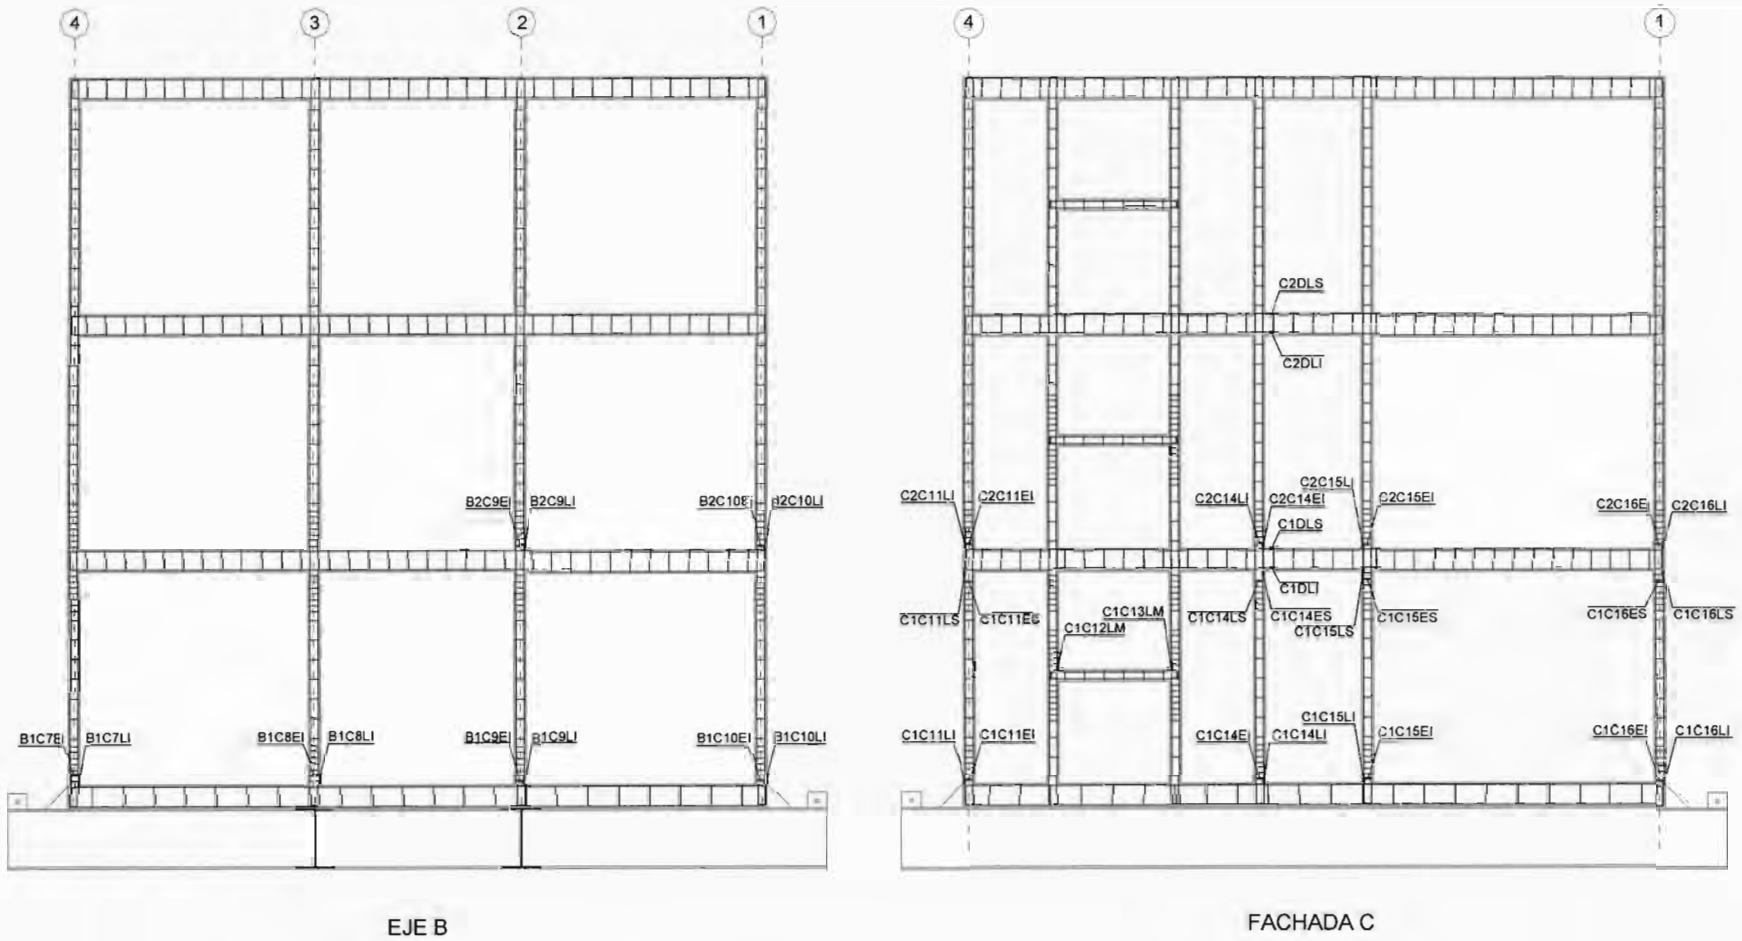 4 3 2 1 4 1
C2DLS
C2DLI
B2C9EI B2C9LI B2C10EI B2C10LI
C2C11LI C2C11EI C2C14LI C2C14EI C2C15LI C2C15EI C2C16EI C2C16LI
C1DLS
C1DLI
C1C11LS C1C11ES C1C12LM C1C13LM C1C14LS C1C14ES C1C15LS C1C15ES C1C16ES C1C16LS
B1C7EI B1C7LI B1C8EI B1C8LI B1C9EI B1C9LI B1C10EI B1C10LI
C1C11LI C1C11EI C1C14EI C1C14LI C1C15LI C1C15EI C1C16EI C1C16LI
EJE B
FACHADA C